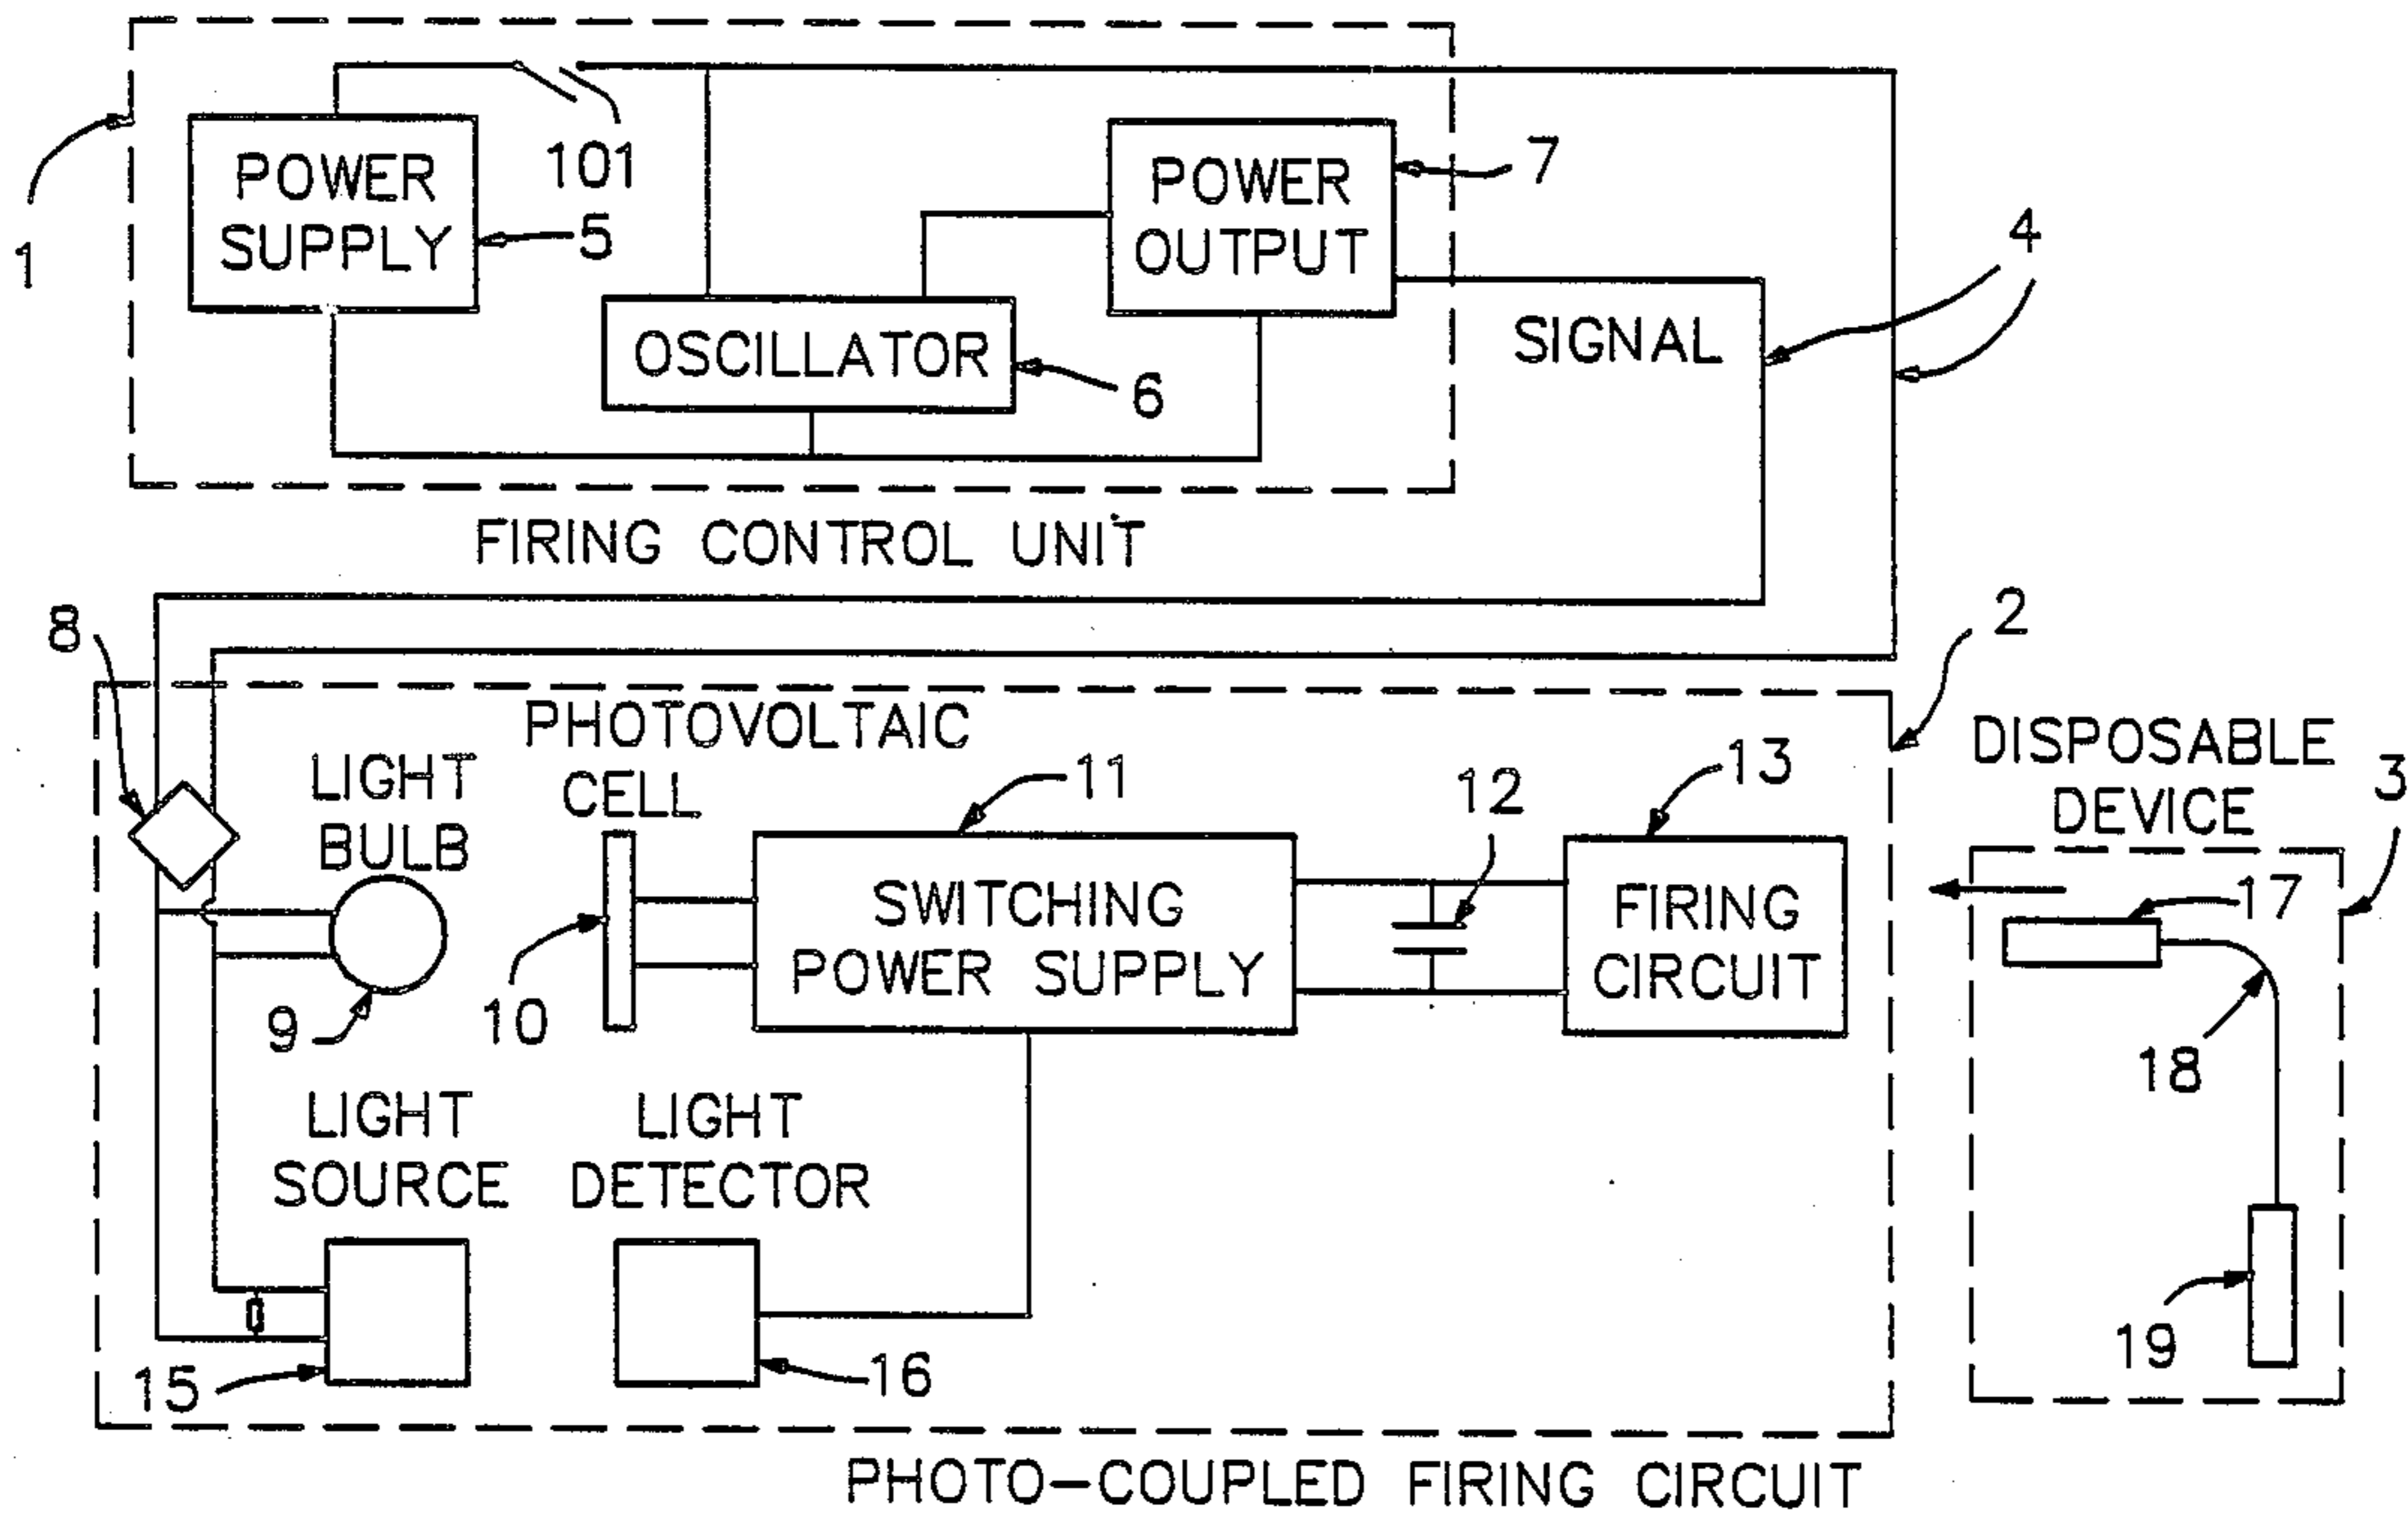 1
POWER
SUPPLY
5
101
OSCILLATOR
6
POWER
OUTPUT
7
SIGNAL
4
FIRING CONTROL UNIT
8
2
PHOTOVOLTAIC
CELL
LIGHT
BULB
9
10
11
SWITCHING
POWER SUPPLY
12
13
FIRING
CIRCUIT
DISPOSABLE
DEVICE
3
17
18
19
LIGHT
SOURCE
15
LIGHT
DETECTOR
16
PHOTO-COUPLED FIRING CIRCUIT